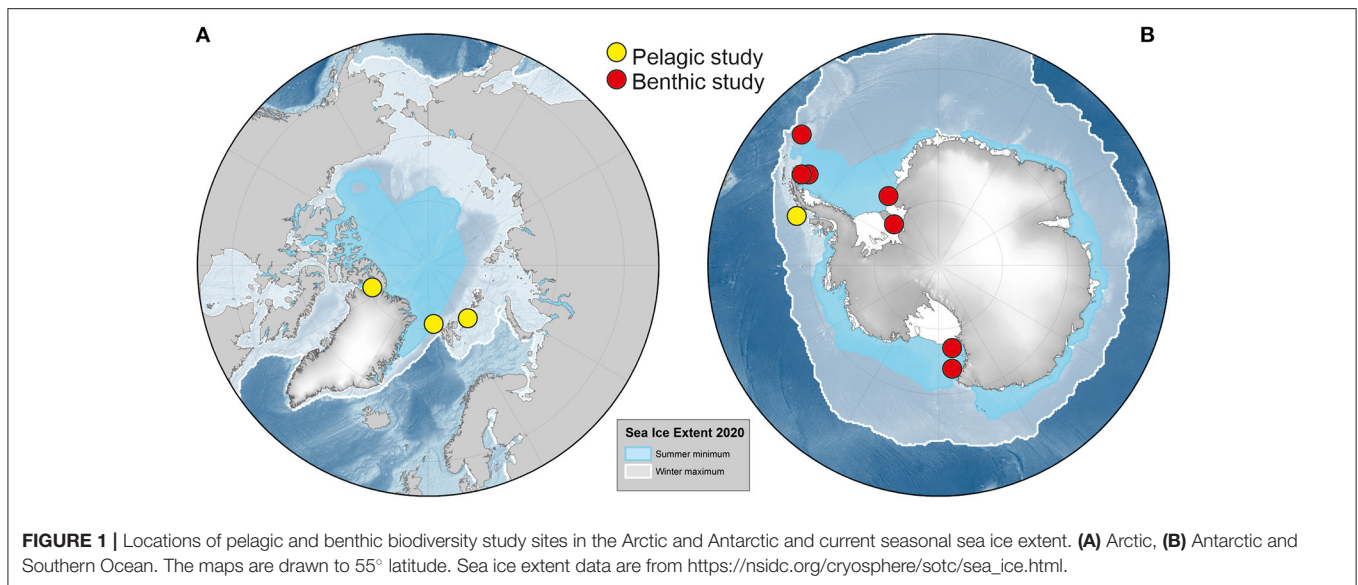 A
Pelagic study
Benthic study
B
Sea Ice Extent 2020
Summer minimum
Winter maximum
FIGURE 1 | Locations of pelagic and benthic biodiversity study sites in the Arctic and Antarctic and current seasonal sea ice extent. (A) Arctic, (B) Antarctic and
Southern Ocean. The maps are drawn to 55° latitude. Sea ice extent data are from https://nsidc.org/cryosphere/sotc/sea_ice.html.